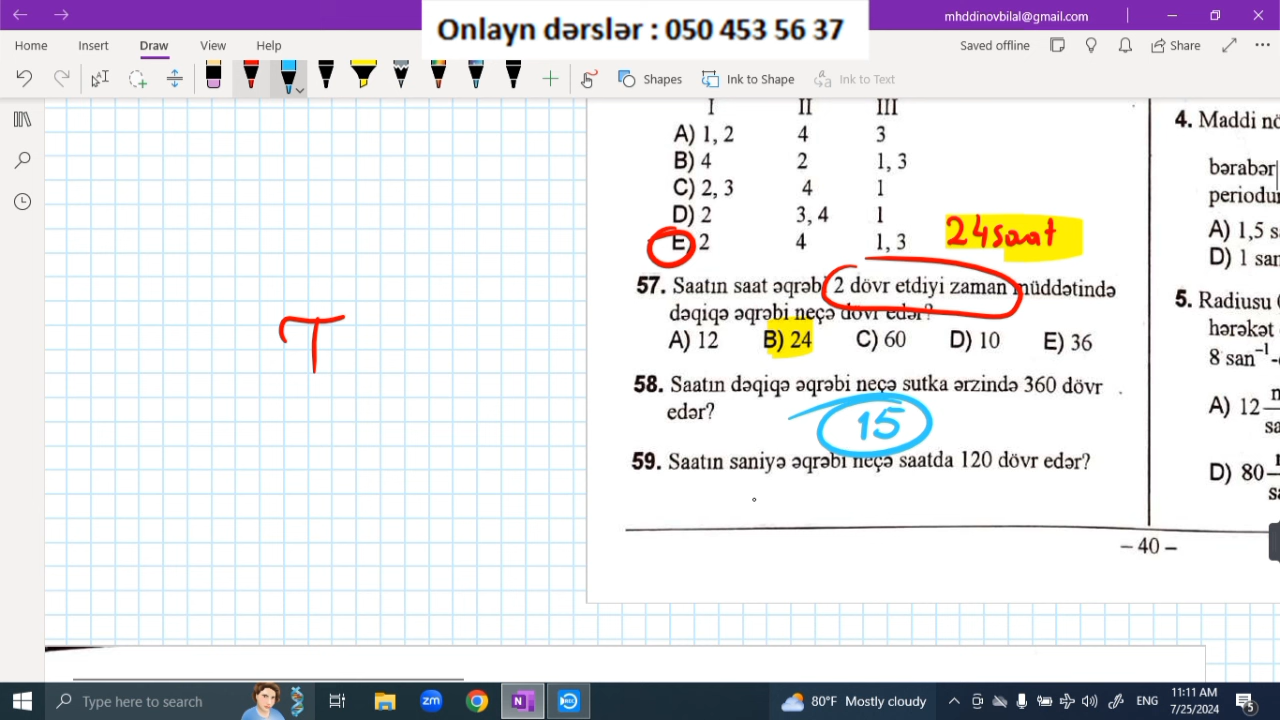 Onlayn dərslər : 050 453 56 37
mhddinovbilal@gmail.com
Home Insert Draw View Help
Saved offline
Share
Shapes
Ink to Shape
Ink to Text
I II III
A) 1, 2 4 3
B) 4 2 1, 3
C) 2, 3 4 1
D) 2 3, 4 1
E) 2 4 1, 3
24 saat
57. Saatın saat əqrəbi 2 dövr etdiyi zaman müddətində
dəqiqə əqrəbi neçə dövr edər?
A) 12 B) 24 C) 60 D) 10 E) 36
58. Saatın dəqiqə əqrəbi neçə sutka ərzində 360 dövr
edər?
15
59. Saatın saniyə əqrəbi neçə saatda 120 dövr edər?
– 40 –
T
4. Maddi
bərabər
A) 1,5
D) 1 san
5. Radiusu
hərəkət
8 san⁻¹
A) 12
D) 80
Type here to search
zm
N
80°F Mostly cloudy
ENG
11:11 AM
7/25/2024
5